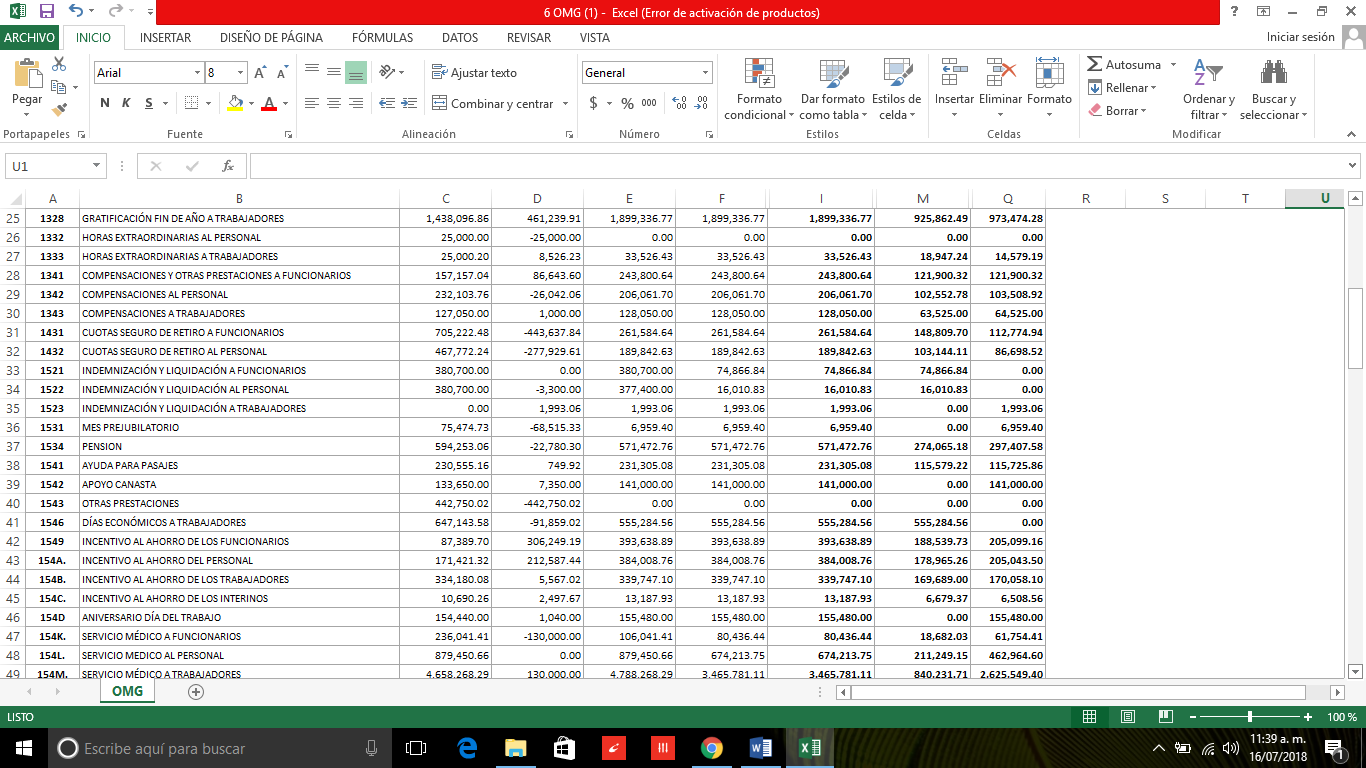 6 OMG (1) - Excel (Error de activación de productos)
ARCHIVO INICIO INSERTAR DISEÑO DE PÁGINA FÓRMULAS DATOS REVISAR VISTA Iniciar sesión
Pegar Arial 8 Ajustar texto General Formato condicional Dar formato como tabla Estilos de celda Insertar Eliminar Formato Autosuma Rellenar Borrar Ordenar y filtrar Buscar y seleccionar
N K S Combinar y centrar $ % 000
Portapapeles Fuente Alineación Número Estilos Celdas Modificar
U1 fx
A B C D E F I M Q R S T U
25 1328 GRATIFICACIÓN FIN DE AÑO A TRABAJADORES 1,438,096.86 461,239.91 1,899,336.77 1,899,336.77 1,899,336.77 925,862.49 973,474.28
26 1332 HORAS EXTRAORDINARIAS AL PERSONAL 25,000.00 -25,000.00 0.00 0.00 0.00 0.00 0.00
27 1333 HORAS EXTRAORDINARIAS A TRABAJADORES 25,000.20 8,526.23 33,526.43 33,526.43 33,526.43 18,947.24 14,579.19
28 1341 COMPENSACIONES Y OTRAS PRESTACIONES A FUNCIONARIOS 157,157.04 86,643.60 243,800.64 243,800.64 243,800.64 121,900.32 121,900.32
29 1342 COMPENSACIONES AL PERSONAL 232,103.76 -26,042.06 206,061.70 206,061.70 206,061.70 102,552.78 103,508.92
30 1343 COMPENSACIONES A TRABAJADORES 127,050.00 1,000.00 128,050.00 128,050.00 128,050.00 63,525.00 64,525.00
31 1431 CUOTAS SEGURO DE RETIRO A FUNCIONARIOS 705,222.48 -443,637.84 261,584.64 261,584.64 261,584.64 148,809.70 112,774.94
32 1432 CUOTAS SEGURO DE RETIRO AL PERSONAL 467,772.24 -277,929.61 189,842.63 189,842.63 189,842.63 103,144.11 86,698.52
33 1521 INDEMNIZACIÓN Y LIQUIDACIÓN A FUNCIONARIOS 380,700.00 0.00 380,700.00 74,866.84 74,866.84 74,866.84 0.00
34 1522 INDEMNIZACIÓN Y LIQUIDACIÓN AL PERSONAL 380,700.00 -3,300.00 377,400.00 16,010.83 16,010.83 16,010.83 0.00
35 1523 INDEMNIZACIÓN Y LIQUIDACIÓN A TRABAJADORES 0.00 1,993.06 1,993.06 1,993.06 1,993.06 0.00 1,993.06
36 1531 MES PREJUBILATORIO 75,474.73 -68,515.33 6,959.40 6,959.40 6,959.40 0.00 6,959.40
37 1534 PENSION 594,253.06 -22,780.30 571,472.76 571,472.76 571,472.76 274,065.18 297,407.58
38 1541 AYUDA PARA PASAJES 230,555.16 749.92 231,305.08 231,305.08 231,305.08 115,579.22 115,725.86
39 1542 APOYO CANASTA 133,650.00 7,350.00 141,000.00 141,000.00 141,000.00 0.00 141,000.00
40 1543 OTRAS PRESTACIONES 442,750.02 -442,750.02 0.00 0.00 0.00 0.00 0.00
41 1546 DÍAS ECONÓMICOS A TRABAJADORES 647,143.58 -91,859.02 555,284.56 555,284.56 555,284.56 555,284.56 0.00
42 1549 INCENTIVO AL AHORRO DE LOS FUNCIONARIOS 87,389.70 306,249.19 393,638.89 393,638.89 393,638.89 188,539.73 205,099.16
43 154A. INCENTIVO AL AHORRO DEL PERSONAL 171,421.32 212,587.44 384,008.76 384,008.76 384,008.76 178,965.26 205,043.50
44 154B. INCENTIVO AL AHORRO DE LOS TRABAJADORES 334,180.08 5,567.02 339,747.10 339,747.10 339,747.10 169,689.00 170,058.10
45 154C. INCENTIVO AL AHORRO DE LOS INTERINOS 10,690.26 2,497.67 13,187.93 13,187.93 13,187.93 6,679.37 6,508.56
46 154D ANIVERSARIO DÍA DEL TRABAJO 154,440.00 1,040.00 155,480.00 155,480.00 155,480.00 0.00 155,480.00
47 154K. SERVICIO MÉDICO A FUNCIONARIOS 236,041.41 -130,000.00 106,041.41 80,436.44 80,436.44 18,682.03 61,754.41
48 154L. SERVICIO MEDICO AL PERSONAL 879,450.66 0.00 879,450.66 674,213.75 674,213.75 211,249.15 462,964.60
49 154M. SERVICIO MÉDICO A TRABAJADORES 4,658,268.29 130,000.00 4,788,268.29 3,465,781.11 3,465,781.11 840,231.71 2,625,549.40
OMG
LISTO 100 %
Escribe aquí para buscar 11:39 a. m.
16/07/2018 1